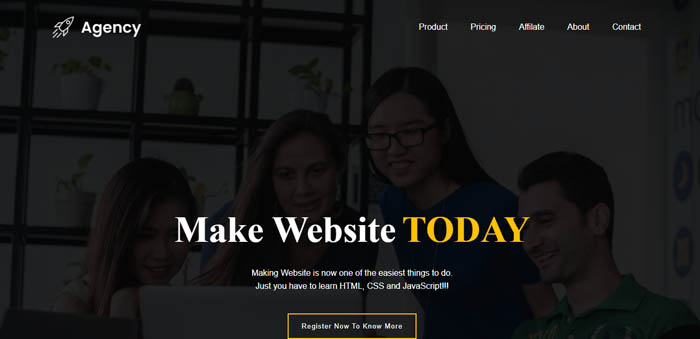 Agency
Product Pricing Affilate About Contact
Make Website TODAY
Making Website is now one of the easiest things to do.
Just you have to learn HTML, CSS and JavaScript!!!
Register Now To Know More